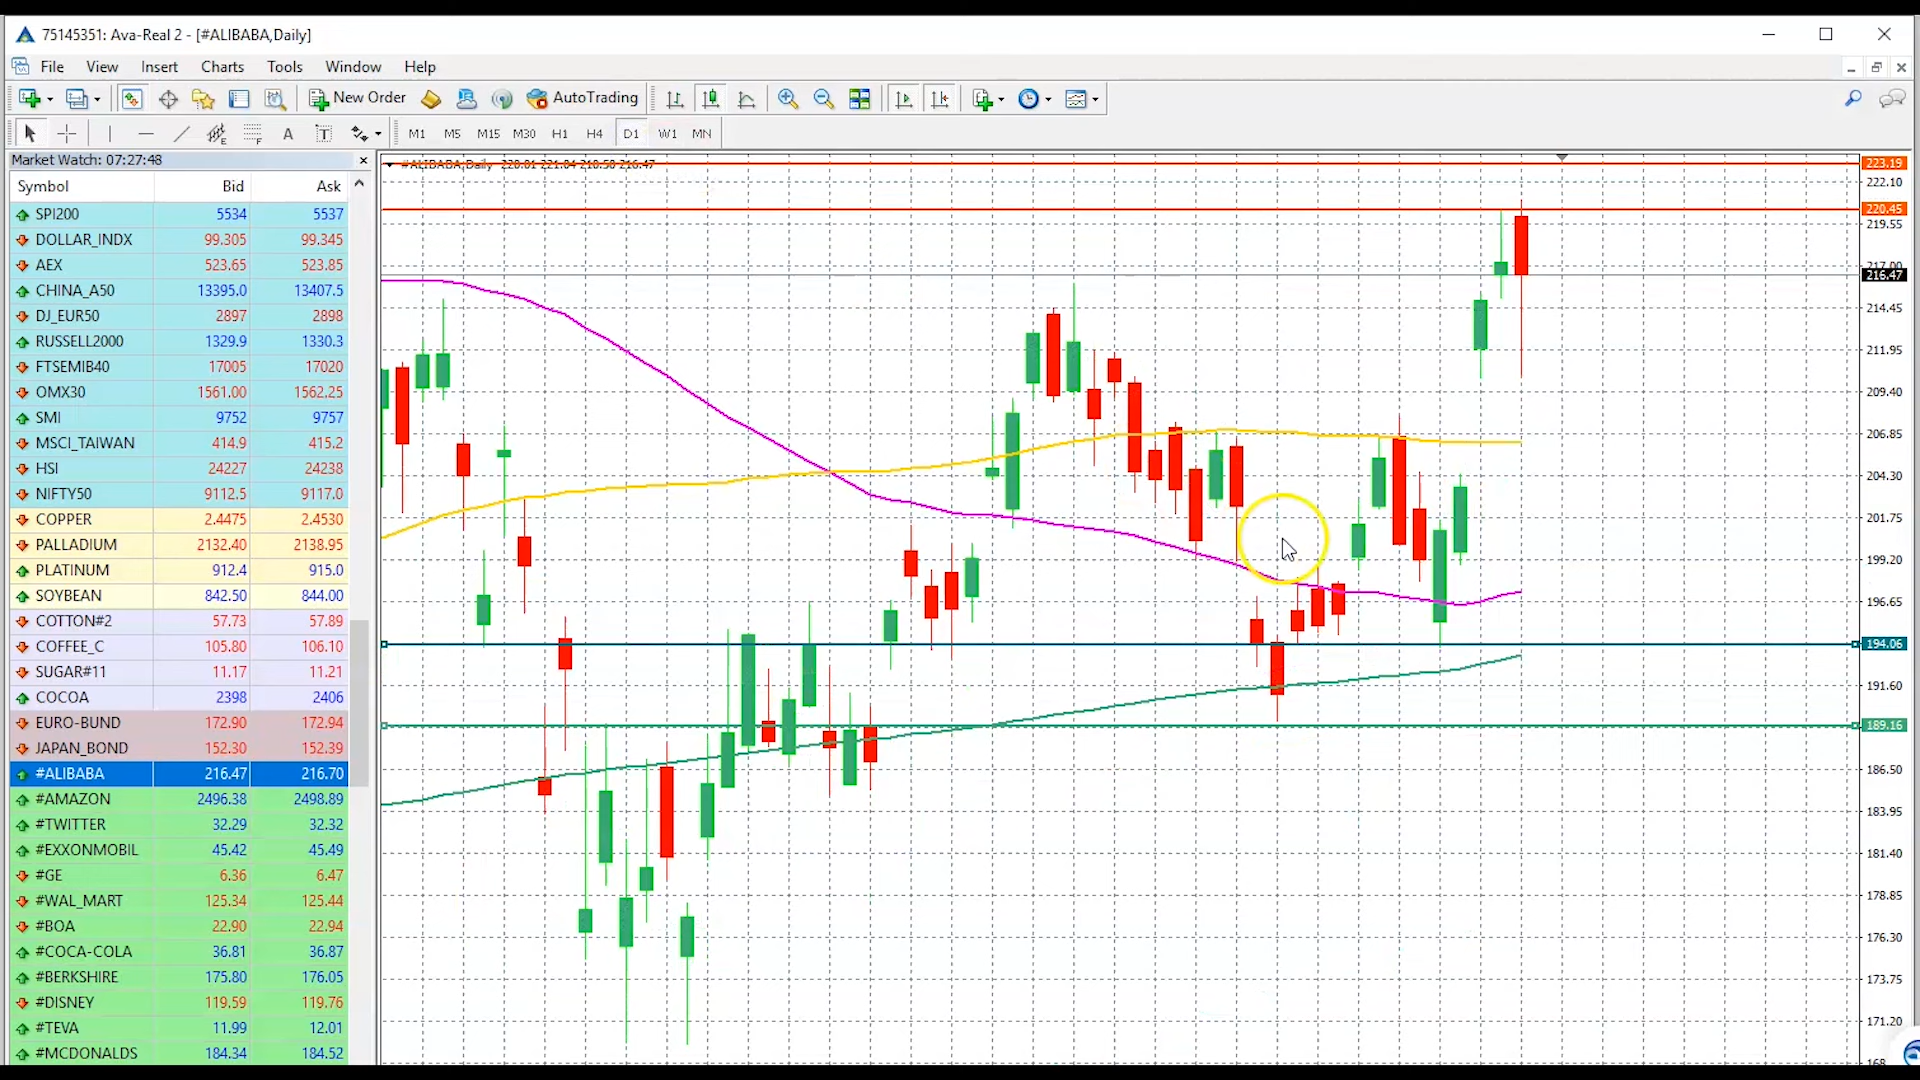 75145351: Ava-Real 2 - [#ALIBABA,Daily]
File View Insert Charts Tools Window Help
New Order AutoTrading
A T M1 M5 M15 M30 H1 H4 D1 W1 MN
Market Watch: 07:27:48
Symbol Bid Ask
SPI200 5534 5537
DOLLAR_INDX 99.305 99.345
AEX 523.65 523.85
CHINA_A50 13395.0 13407.5
DJ_EUR50 2897 2898
RUSSELL2000 1329.9 1330.3
FTSEMIB40 17005 17020
OMX30 1561.00 1562.25
SMI 9752 9757
MSCI_TAIWAN 414.9 415.2
HSI 24227 24238
NIFTY50 9112.5 9117.0
COPPER 2.4475 2.4530
PALLADIUM 2132.40 2138.95
PLATINUM 912.4 915.0
SOYBEAN 842.50 844.00
COTTON#2 57.73 57.89
COFFEE_C 105.80 106.10
SUGAR#11 11.17 11.21
COCOA 2398 2406
EURO-BUND 172.90 172.94
JAPAN_BOND 152.30 152.39
#ALIBABA 216.47 216.70
#AMAZON 2496.38 2498.89
#TWITTER 32.29 32.32
#EXXONMOBIL 45.42 45.49
#GE 6.36 6.47
#WAL_MART 125.34 125.44
#BOA 22.90 22.94
#COCA-COLA 36.81 36.87
#BERKSHIRE 175.80 176.05
#DISNEY 119.59 119.76
#TEVA 11.99 12.01
#MCDONALDS 184.34 184.52
#ALIBABA,Daily 216.47
223.19
222.10
220.45
219.55
217.00
216.47
214.45
211.95
209.40
206.85
204.30
201.75
199.20
196.65
194.06
191.60
189.16
186.50
183.95
181.40
178.85
176.30
173.75
171.20